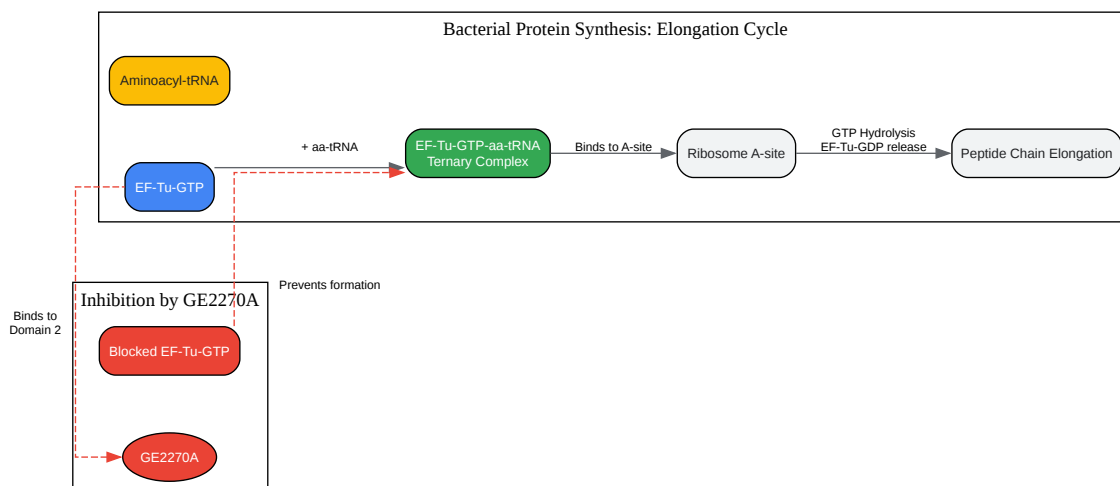 Bacterial Protein Synthesis: Elongation Cycle
Aminoacyl-tRNA
EF-Tu-GTP
+ aa-tRNA
EF-Tu-GTP-aa-tRNA
Ternary Complex
Binds to A-site
Ribosome A-site
GTP Hydrolysis
EF-Tu-GDP release
Peptide Chain Elongation
Prevents formation
Inhibition by GE2270A
Binds to
Domain 2
Blocked EF-Tu-GTP
GE2270A